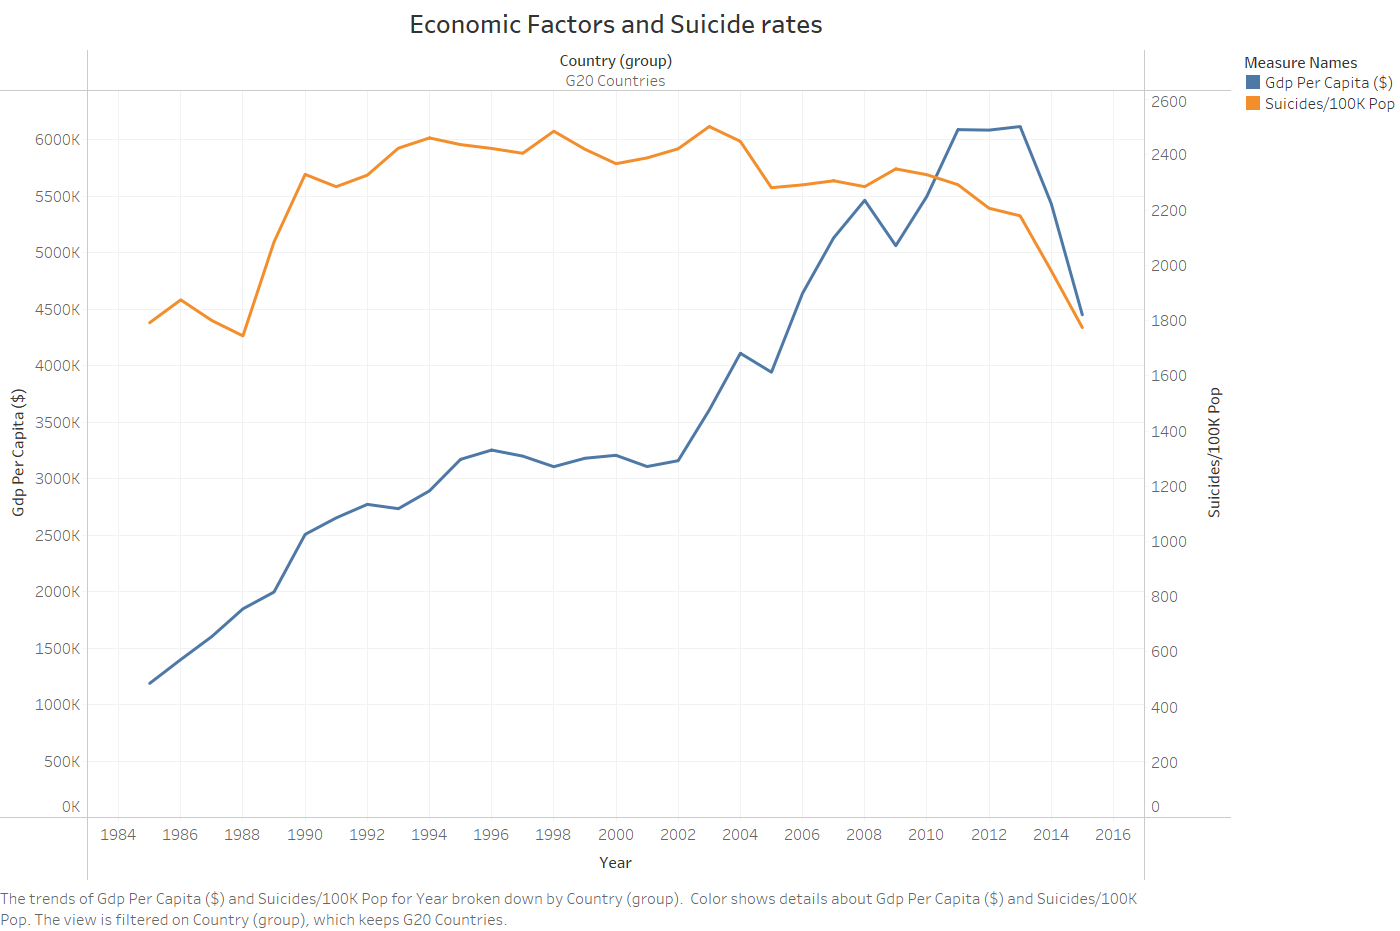 Economic Factors and Suicide rates
Country (group)
G20 Countries
Measure Names
Gdp Per Capita ($)
Suicides/100K Pop
6000K
5500K
5000K
4500K
4000K
3500K
3000K
2500K
2000K
1500K
1000K
500K
0K
Gdp Per Capita ($)
2600
2400
2200
2000
1800
1600
1400
1200
1000
800
600
400
200
0
Suicides/100K Pop
1984 1986 1988 1990 1992 1994 1996 1998 2000 2002 2004 2006 2008 2010 2012 2014 2016
Year
The trends of Gdp Per Capita ($) and Suicides/100K Pop for Year broken down by Country (group).  Color shows details about Gdp Per Capita ($) and Suicides/100K
Pop. The view is filtered on Country (group), which keeps G20 Countries.